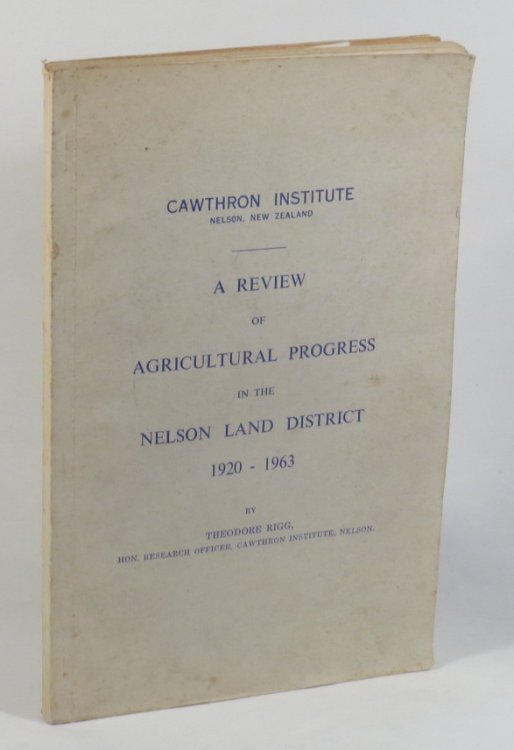 CAWTHRON INSTITUTE
NELSON, NEW ZEALAND
A REVIEW
OF
AGRICULTURAL PROGRESS
IN THE
NELSON LAND DISTRICT
1920 - 1963
BY
THEODORE RIGG,
HON. RESEARCH OFFICER, CAWTHRON INSTITUTE, NELSON.